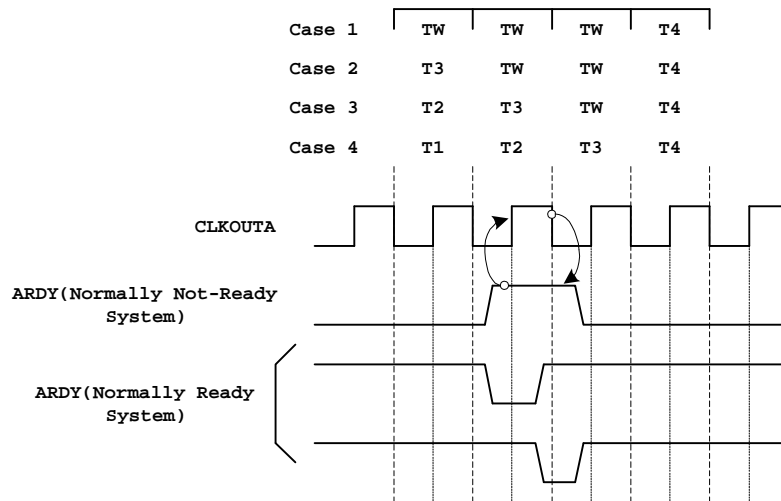 Case 1 TW TW TW T4
Case 2 T3 TW TW T4
Case 3 T2 T3 TW T4
Case 4 T1 T2 T3 T4
CLKOUTA
ARDY(Normally Not-Ready
System)
ARDY(Normally Ready
System)